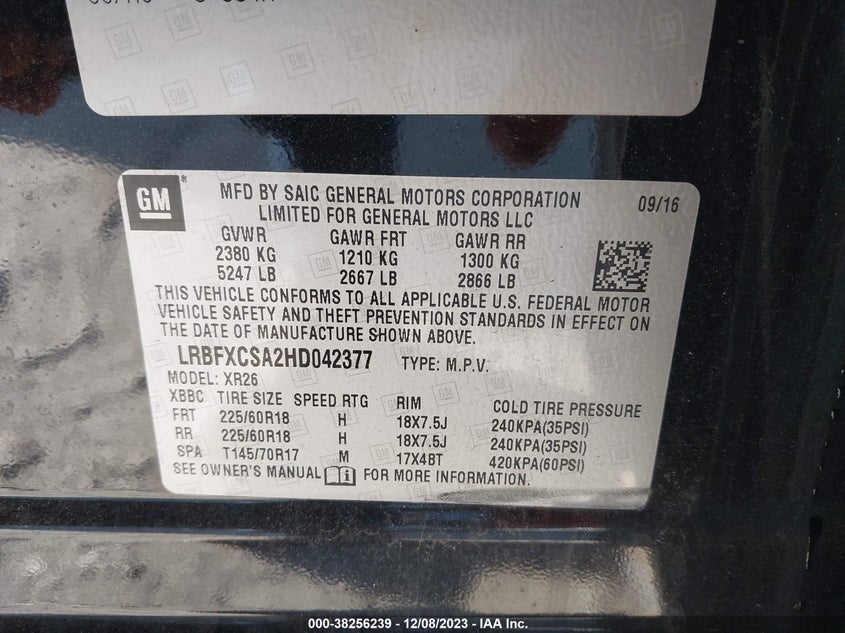 GM
MFD BY SAIC GENERAL MOTORS CORPORATION 09/16
LIMITED FOR GENERAL MOTORS LLC
GVWR GAWR FRT GAWR RR
2380 KG 1210 KG 1300 KG
5247 LB 2667 LB 2866 LB
THIS VEHICLE CONFORMS TO ALL APPLICABLE U.S. FEDERAL MOTOR
VEHICLE SAFETY AND THEFT PREVENTION STANDARDS IN EFFECT ON
THE DATE OF MANUFACTURE SHOWN ABOVE.
LRBFXCSA2HD042377 TYPE: M.P.V.
MODEL: XR26
XBBC TIRE SIZE SPEED RTG RIM COLD TIRE PRESSURE
FRT 225/60R18 H 18X7.5J 240KPA(35PSI)
RR 225/60R18 H 18X7.5J 240KPA(35PSI)
SPA T145/70R17 M 17X4BT 420KPA(60PSI)
SEE OWNER'S MANUAL FOR MORE INFORMATION.
000-38256239 - 12/08/2023 - IAA Inc.